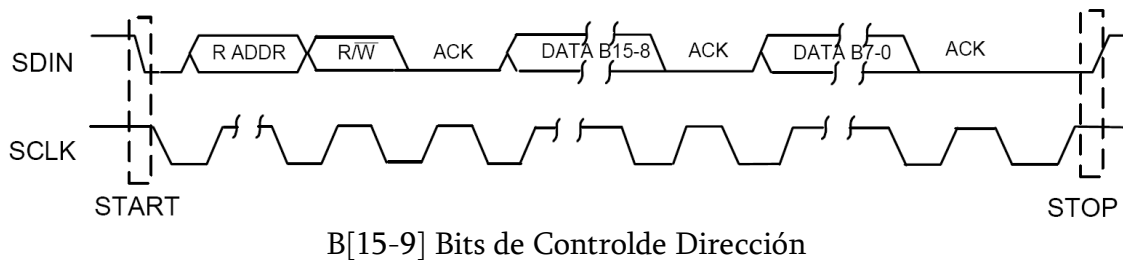 SDIN
R ADDR R/W̅ ACK DATA B15-8 ACK DATA B7-0 ACK
SCLK
START STOP
B[15-9] Bits de Controlde Dirección